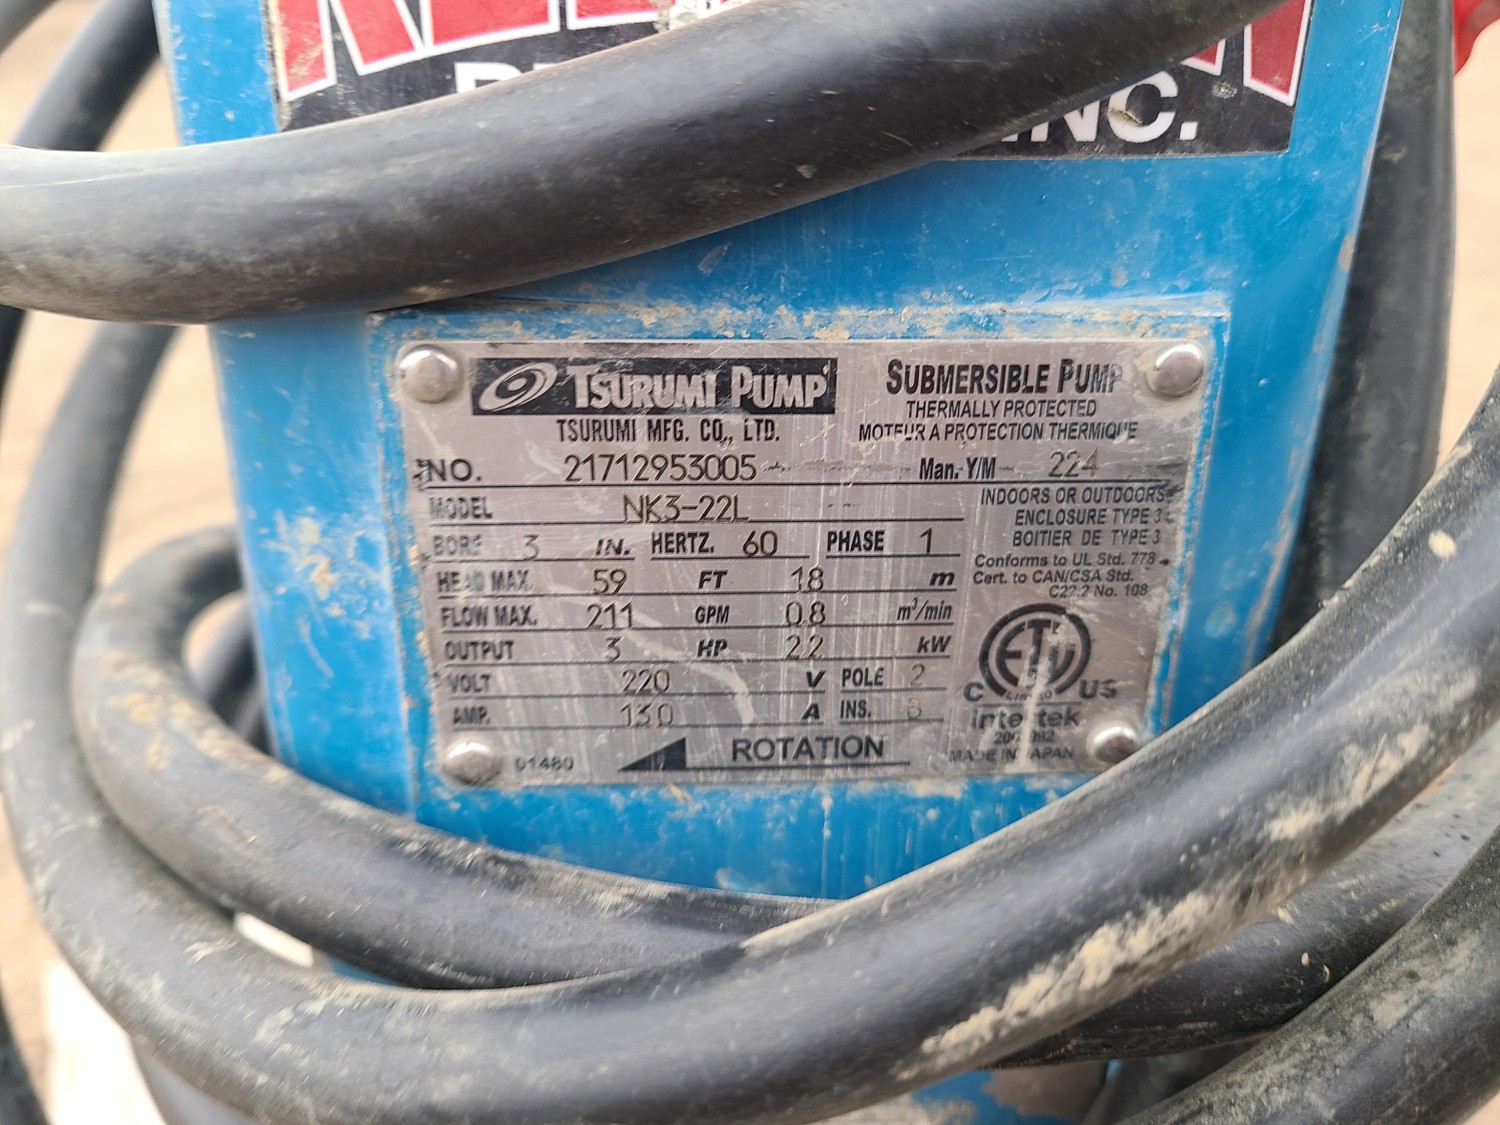 INC.
TSURUMI PUMP
TSURUMI MFG. CO., LTD.
SUBMERSIBLE PUMP
THERMALLY PROTECTED
MOTEUR A PROTECTION THERMIQUE
NO. 21712953005 Man. Y/M 224
MODEL NK3-22L
BORE 3 IN. HERTZ. 60 PHASE 1
HEAD MAX. 59 FT 18 m
FLOW MAX. 211 GPM 0.8 m³/min
OUTPUT 3 HP 2.2 kW
VOLT 220 V POLE 2
AMP. A INS.
01480 ROTATION
INDOORS OR OUTDOORS
ENCLOSURE TYPE 3
BOITIER DE TYPE 3
Conforms to UL Std. 778
Cert. to CAN/CSA Std.
C22.2 No. 108
C ETL US
Intertek
MADE IN JAPAN